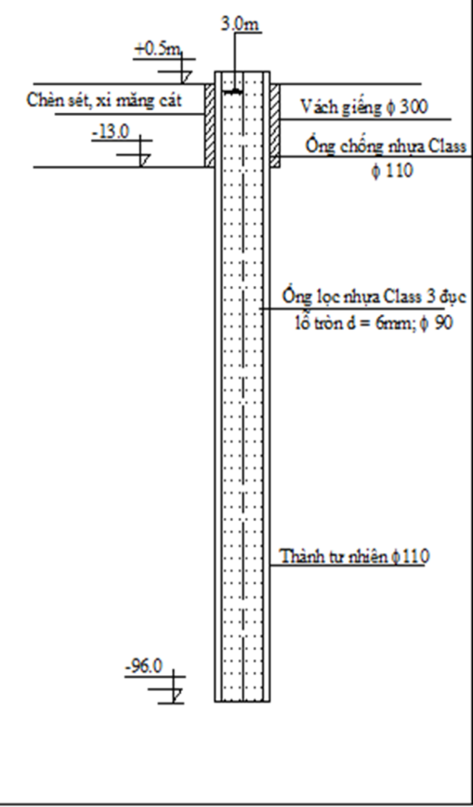 3.0m
+0.5m
Chèn sét, xi măng cát
Vách giếng ϕ 300
-13.0
Ống chống nhựa Class
ϕ 110
Ống lọc nhựa Class 3 đục
lỗ tròn d = 6mm; ϕ 90
Thành tự nhiên ϕ110
-96.0